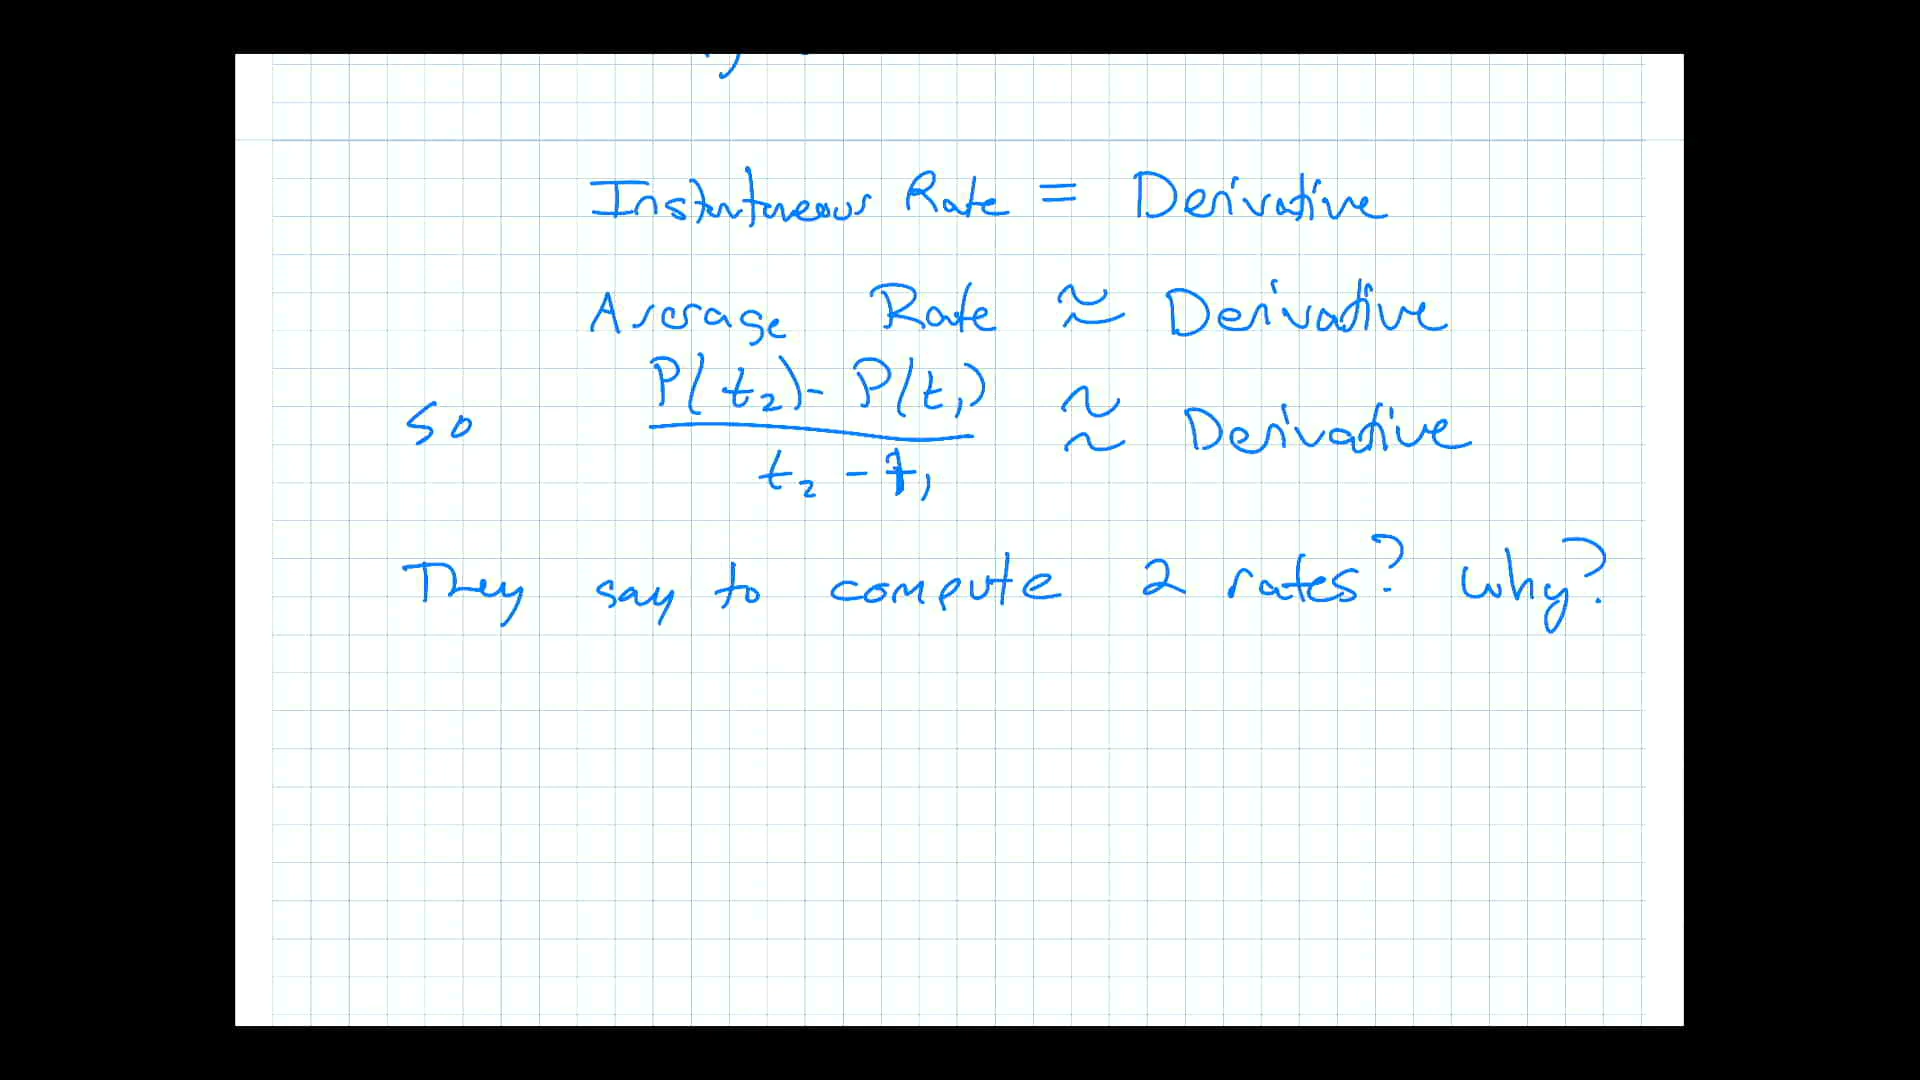 Instantaneous Rate = Derivative
Average Rate ≈ Derivative
So (P(t₂) - P(t₁)) / (t₂ - t₁) ≈ Derivative
They say to compute 2 rates? why?